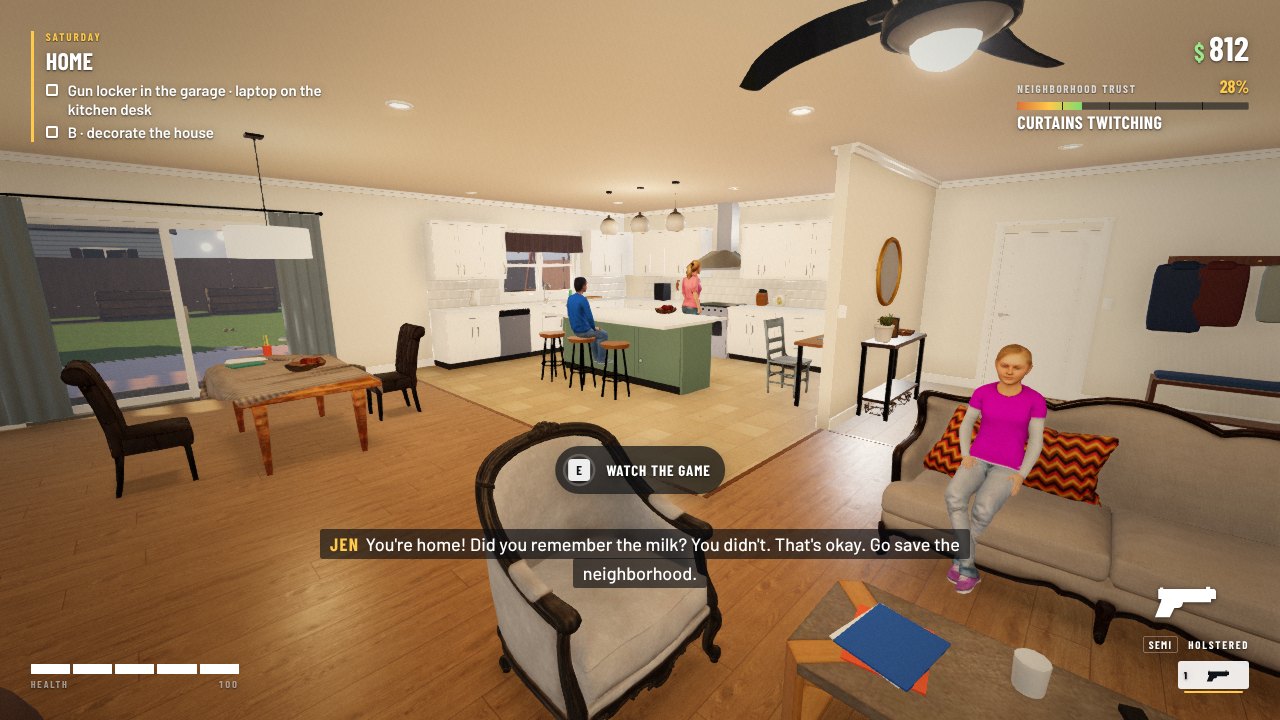 SATURDAY
HOME
Gun locker in the garage · laptop on the
kitchen desk
B · decorate the house
$ 812
NEIGHBORHOOD TRUST 28%
CURTAINS TWITCHING
E WATCH THE GAME
JEN You're home! Did you remember the milk? You didn't. That's okay. Go save the
neighborhood.
SEMI HOLSTERED
1
HEALTH 100